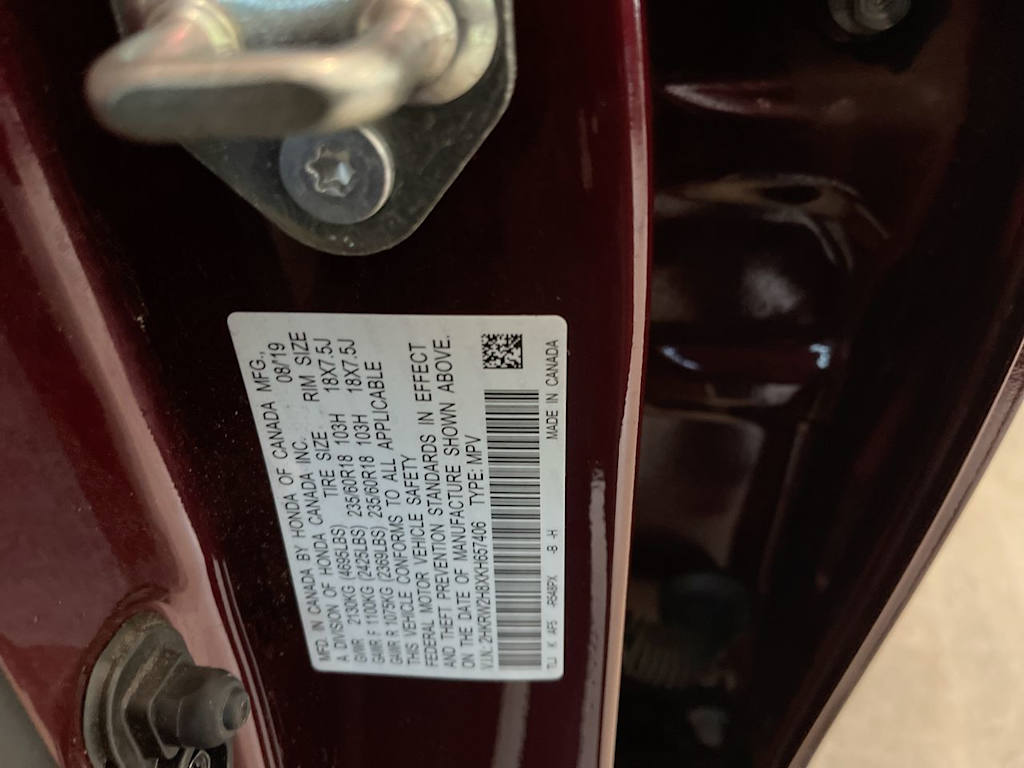 MFD. IN CANADA BY HONDA OF CANADA MFG.,
A DIVISION OF HONDA CANADA INC. 08/19
GVWR 2130KG (4695LBS) TIRE SIZE RIM SIZE
GAWR F 1100KG (2425LBS) 235/60R18 103H 18X7.5J
GAWR R 1075KG (2369LBS) 235/60R18 103H 18X7.5J
THIS VEHICLE CONFORMS TO ALL APPLICABLE
FEDERAL MOTOR VEHICLE SAFETY
AND THEFT PREVENTION STANDARDS IN EFFECT
ON THE DATE OF MANUFACTURE SHOWN ABOVE.
V.I.N.: 2HKRW2H8XKH657406 TYPE: MPV
TLJ K AF5 R548PX -B -H MADE IN CANADA